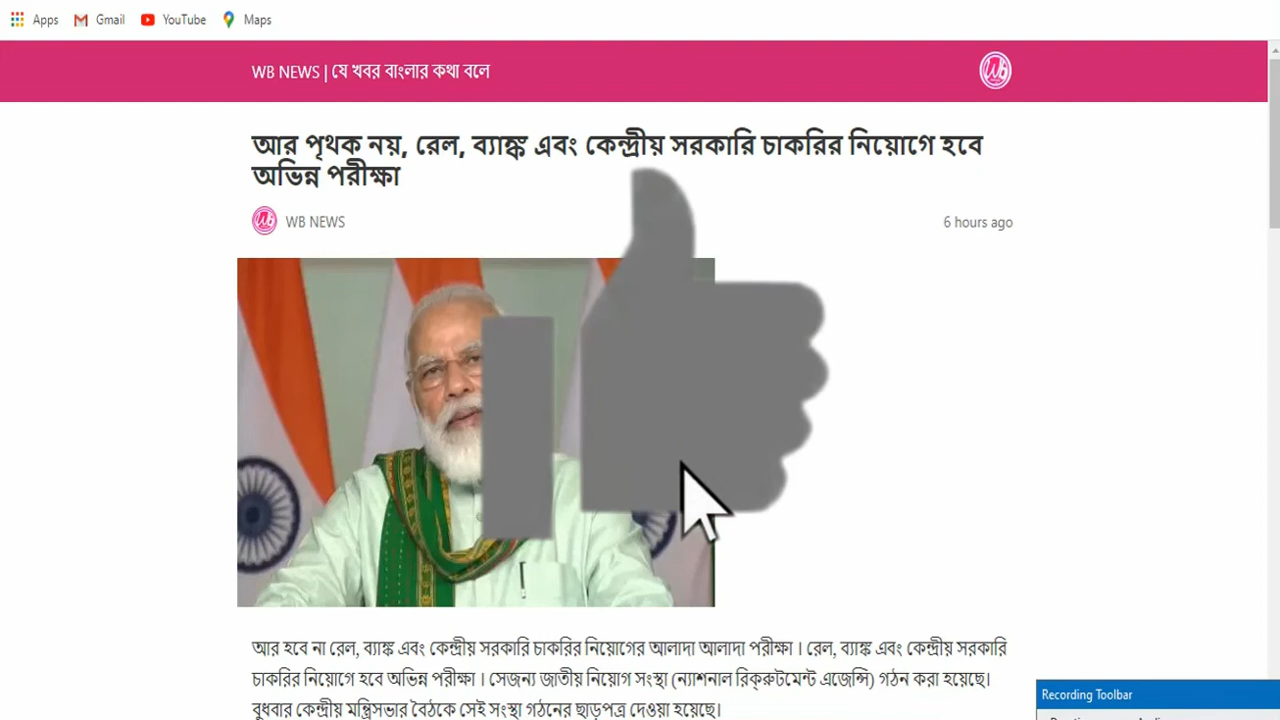 Apps Gmail YouTube Maps
WB NEWS | যে খবর বাংলার কথা বলে
আর পৃথক নয়, রেল, ব্যাঙ্ক এবং কেন্দ্রীয় সরকারি চাকরির নিয়োগে হবে
অভিন্ন পরীক্ষা
WB NEWS
6 hours ago
আর হবে না রেল, ব্যাঙ্ক এবং কেন্দ্রীয় সরকারি চাকরির নিয়োগের আলাদা আলাদা পরীক্ষা । রেল, ব্যাঙ্ক এবং কেন্দ্রীয় সরকারি
চাকরির নিয়োগে হবে অভিন্ন পরীক্ষা । সেজন্য জাতীয় নিয়োগ সংস্থা (ন্যাশনাল রিক্রুটমেন্ট এজেন্সি) গঠন করা হয়েছে।
বুধবার কেন্দ্রীয় মন্ত্রিসভার বৈঠকে সেই সংস্থা গঠনের ছাড়পত্র দেওয়া হয়েছে।
Recording Toolbar